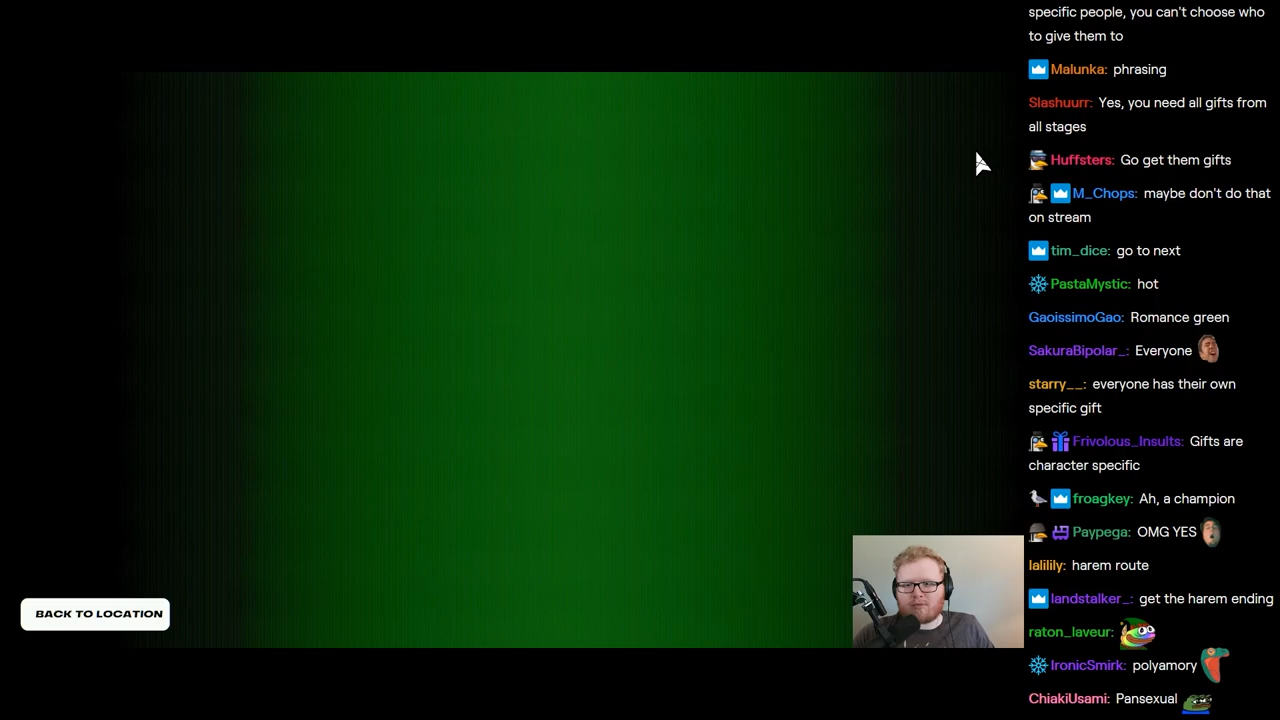 specific people, you can't choose who
to give them to
Malunka: phrasing
Slashuurr: Yes, you need all gifts from
all stages
Huffsters: Go get them gifts
M_Chops: maybe don't do that
on stream
tim_dice: go to next
PastaMystic: hot
GaoissimoGao: Romance green
SakuraBipolar_: Everyone
starry__: everyone has their own
specific gift
Frivolous_Insults: Gifts are
character specific
froagkey: Ah, a champion
Paypega: OMG YES
lalilily: harem route
landstalker_: get the harem ending
raton_laveur:
IronicSmirk: polyamory
ChiakiUsami: Pansexual
BACK TO LOCATION